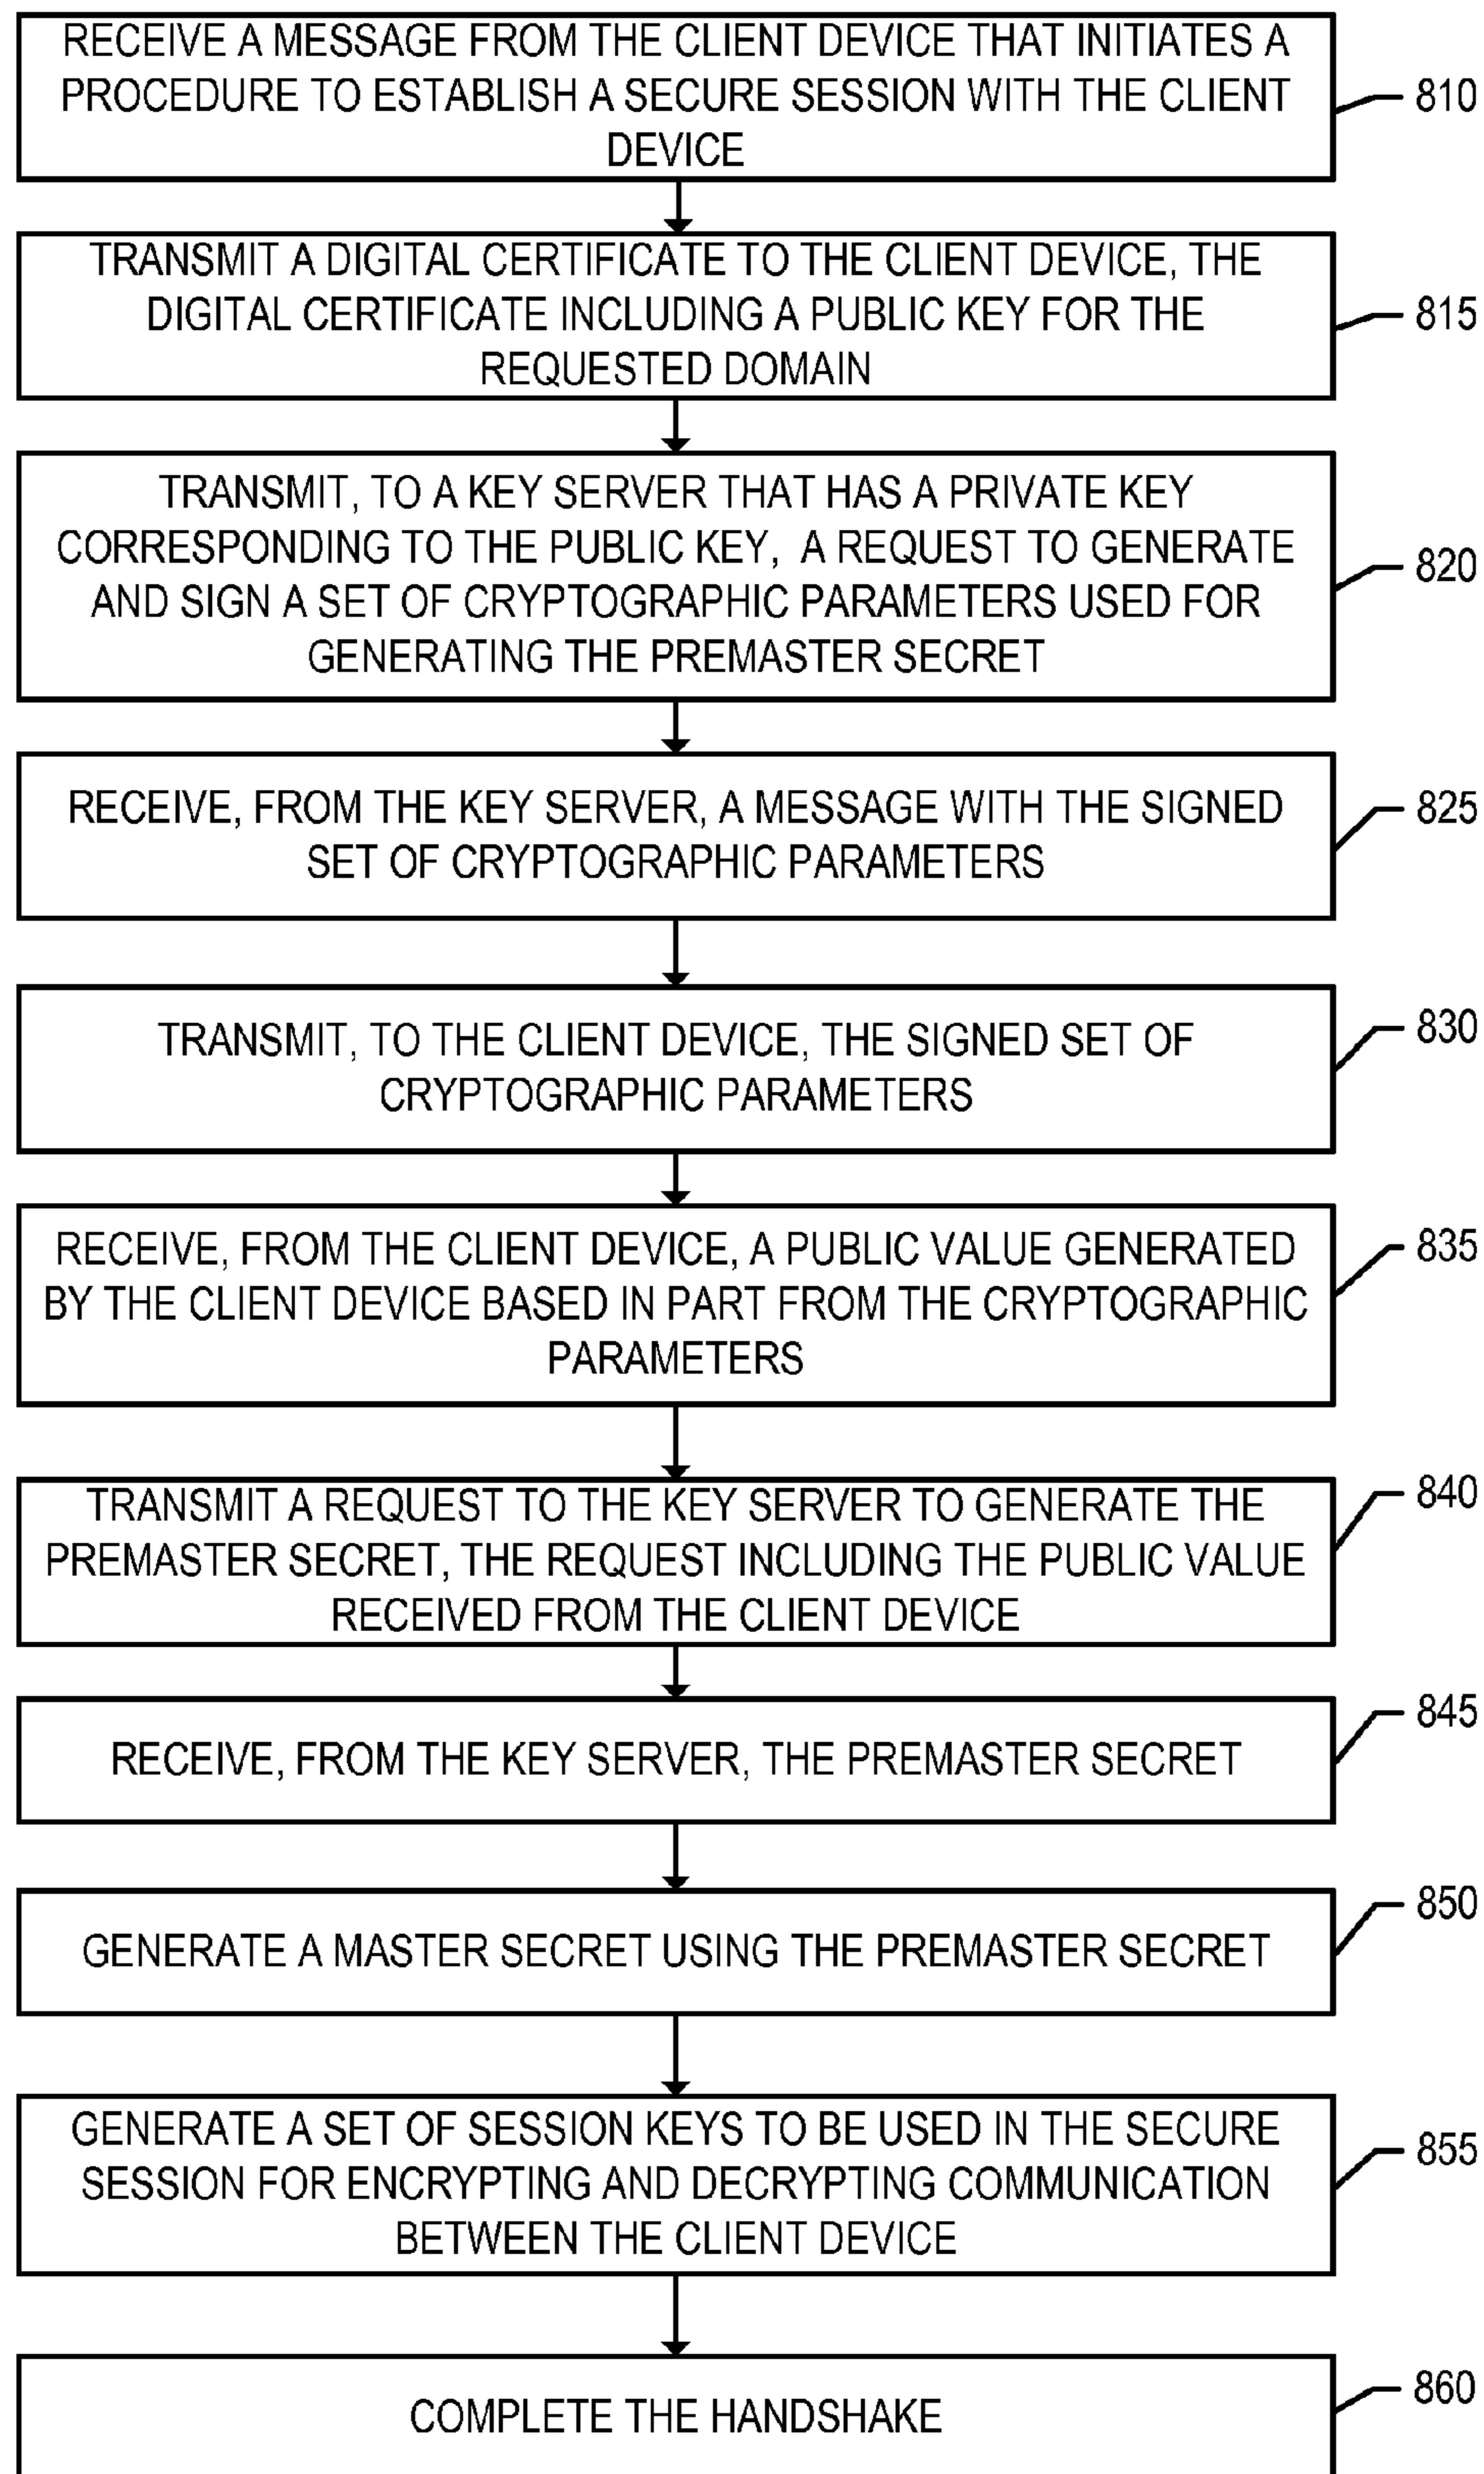 RECEIVE A MESSAGE FROM THE CLIENT DEVICE THAT INITIATES A
PROCEDURE TO ESTABLISH A SECURE SESSION WITH THE CLIENT
DEVICE
810
TRANSMIT A DIGITAL CERTIFICATE TO THE CLIENT DEVICE, THE
DIGITAL CERTIFICATE INCLUDING A PUBLIC KEY FOR THE
REQUESTED DOMAIN
815
TRANSMIT, TO A KEY SERVER THAT HAS A PRIVATE KEY
CORRESPONDING TO THE PUBLIC KEY, A REQUEST TO GENERATE
AND SIGN A SET OF CRYPTOGRAPHIC PARAMETERS USED FOR
GENERATING THE PREMASTER SECRET
820
RECEIVE, FROM THE KEY SERVER, A MESSAGE WITH THE SIGNED
SET OF CRYPTOGRAPHIC PARAMETERS
825
TRANSMIT, TO THE CLIENT DEVICE, THE SIGNED SET OF
CRYPTOGRAPHIC PARAMETERS
830
RECEIVE, FROM THE CLIENT DEVICE, A PUBLIC VALUE GENERATED
BY THE CLIENT DEVICE BASED IN PART FROM THE CRYPTOGRAPHIC
PARAMETERS
835
TRANSMIT A REQUEST TO THE KEY SERVER TO GENERATE THE
PREMASTER SECRET, THE REQUEST INCLUDING THE PUBLIC VALUE
RECEIVED FROM THE CLIENT DEVICE
840
RECEIVE, FROM THE KEY SERVER, THE PREMASTER SECRET
845
GENERATE A MASTER SECRET USING THE PREMASTER SECRET
850
GENERATE A SET OF SESSION KEYS TO BE USED IN THE SECURE
SESSION FOR ENCRYPTING AND DECRYPTING COMMUNICATION
BETWEEN THE CLIENT DEVICE
855
COMPLETE THE HANDSHAKE
860